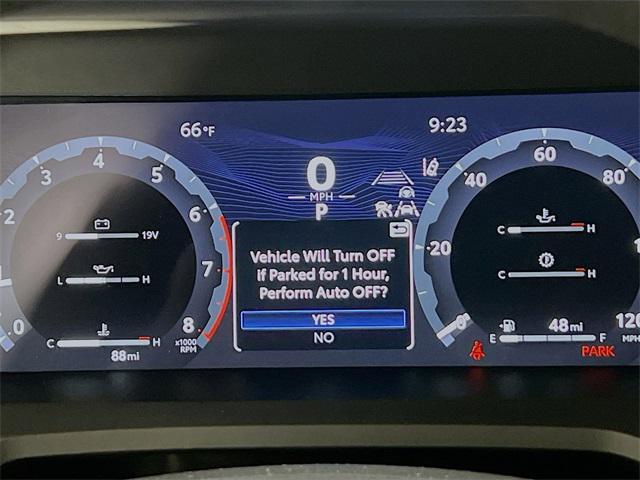 66°F
9:23
0
MPH
P
Vehicle Will Turn OFF
if Parked for 1 Hour,
Perform Auto OFF?
YES
NO
0
2
3
4
5
6
7
8
x1000
RPM
9 19V
L H
C H
88mi
0
20
40
60
80
120
MPH
C H
C H
E F
48mi
PARK